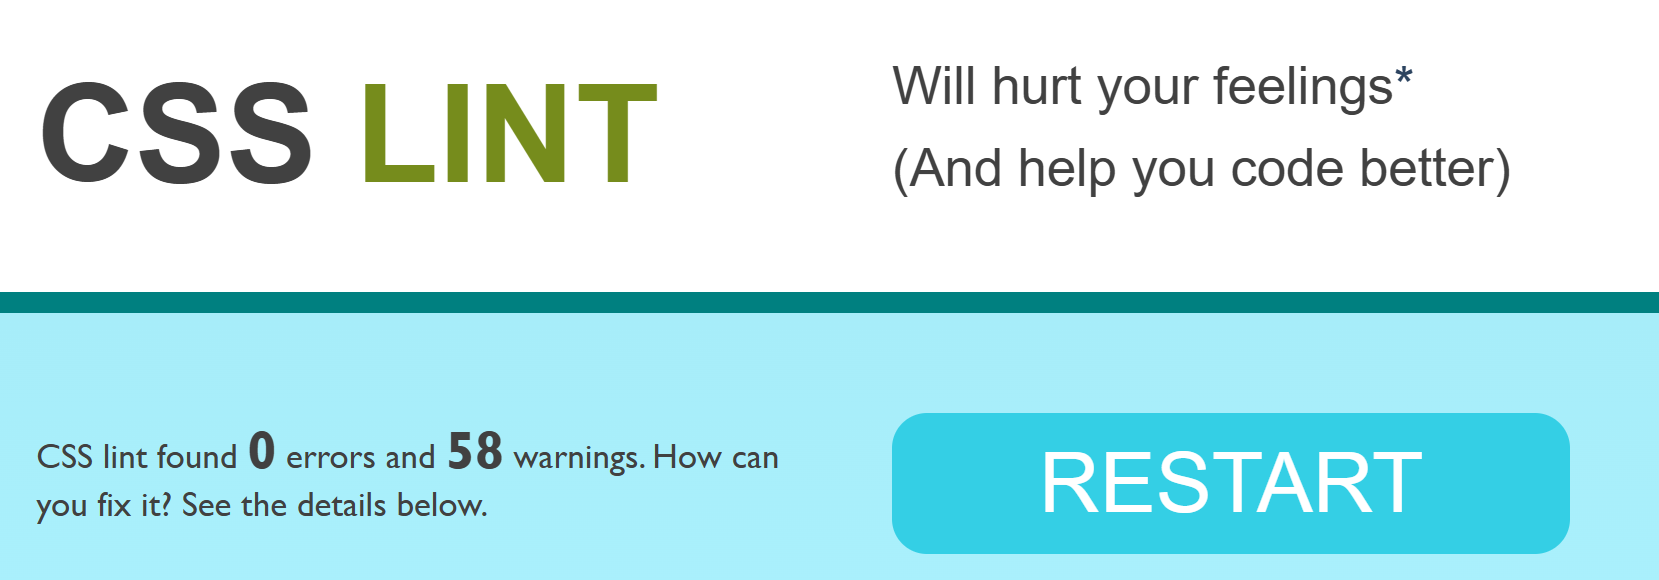 CSS LINT
Will hurt your feelings*
(And help you code better)
CSS lint found 0 errors and 58 warnings. How can
you fix it? See the details below.
RESTART